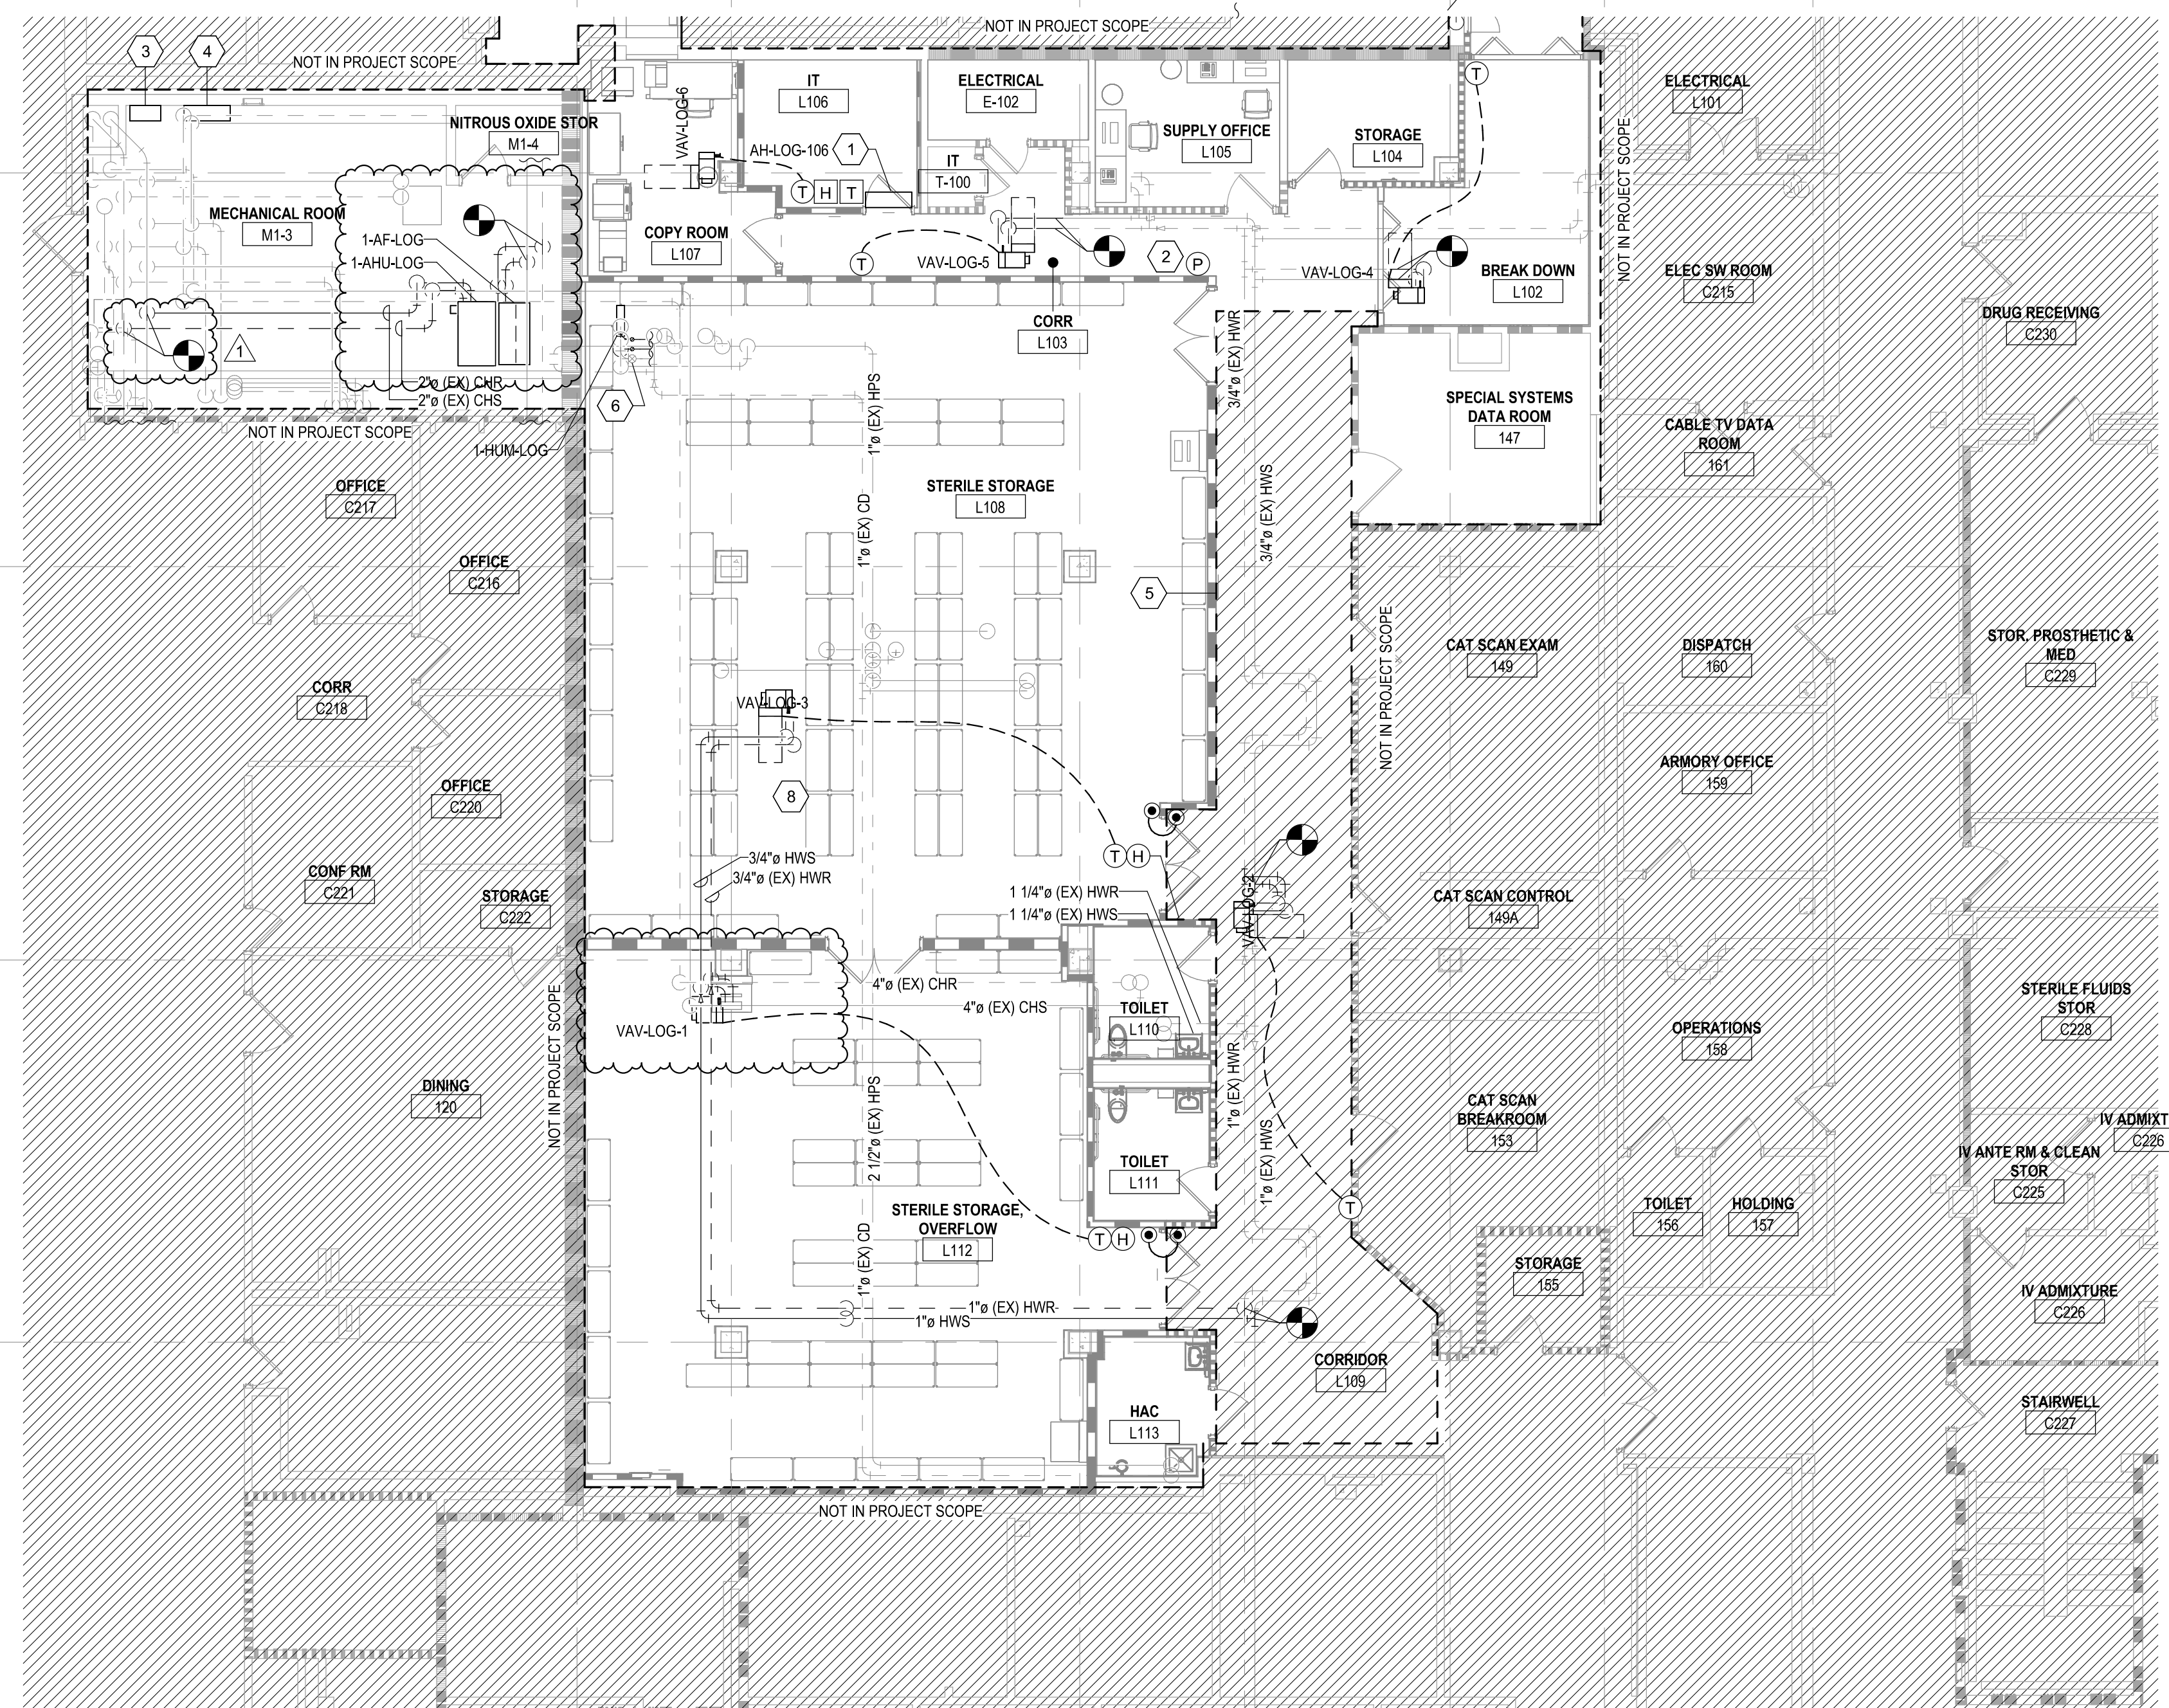 NOT IN PROJECT SCOPE
NOT IN PROJECT SCOPE
3
4
IT
L106
ELECTRICAL
E-102
ELECTRICAL
L101
T
VAV-LOG-6
NITROUS OXIDE STOR
M1-4
AH-LOG-106
1
SUPPLY OFFICE
L105
STORAGE
L104
IT
T-100
T
H
T
NOT IN PROJECT SCOPE
MECHANICAL ROOM
M1-3
1-AF-LOG
1-AHU-LOG
COPY ROOM
L107
T
VAV-LOG-5
2
P
VAV-LOG-4
BREAK DOWN
L102
ELEC SW ROOM
C215
DRUG RECEIVING
C230
CORR
L103
1
2"ø (EX) CHR
2"ø (EX) CHS
6
NOT IN PROJECT SCOPE
1-HUM-LOG
1"ø (EX) HPS
3/4"ø (EX) HWR
SPECIAL SYSTEMS
DATA ROOM
147
CABLE TV DATA
ROOM
161
OFFICE
C217
STERILE STORAGE
L108
1"ø (EX) CD
3/4"ø (EX) HWS
OFFICE
C216
5
NOT IN PROJECT SCOPE
CAT SCAN EXAM
149
DISPATCH
160
STOR. PROSTHETIC &
MED
C229
CORR
C218
VAV-LOG-3
ARMORY OFFICE
159
OFFICE
C220
8
T
H
3/4"ø HWS
3/4"ø (EX) HWR
CONF RM
C221
STORAGE
C222
1 1/4"ø (EX) HWR
1 1/4"ø (EX) HWS
VAV-LOG-2
CAT SCAN CONTROL
149A
4"ø (EX) CHR
4"ø (EX) CHS
TOILET
L110
VAV-LOG-1
NOT IN PROJECT SCOPE
OPERATIONS
158
STERILE FLUIDS
STOR
C228
DINING
120
2 1/2"ø (EX) HPS
1"ø (EX) HWR
1"ø (EX) HWS
CAT SCAN
BREAKROOM
153
IV ADMIXT
C226
TOILET
L111
IV ANTE RM & CLEAN
STOR
C225
STERILE STORAGE,
OVERFLOW
L112
T
H
T
TOILET
156
HOLDING
157
1"ø (EX) CD
STORAGE
155
IV ADMIXTURE
C226
1"ø (EX) HWR
1"ø HWS
CORRIDOR
L109
HAC
L113
STAIRWELL
C227
NOT IN PROJECT SCOPE